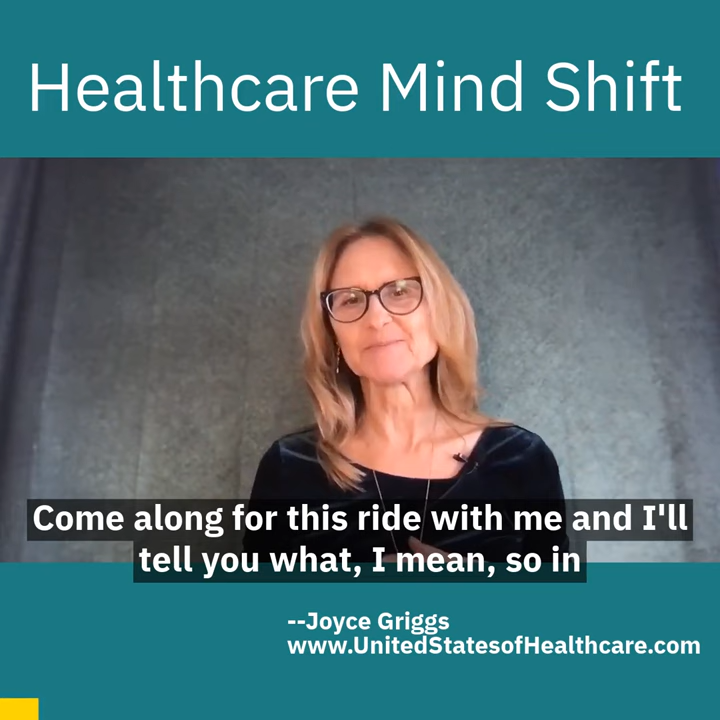 Healthcare Mind Shift
Come along for this ride with me and I'll
tell you what, I mean, so in
--Joyce Griggs
www.UnitedStatesofHealthcare.com